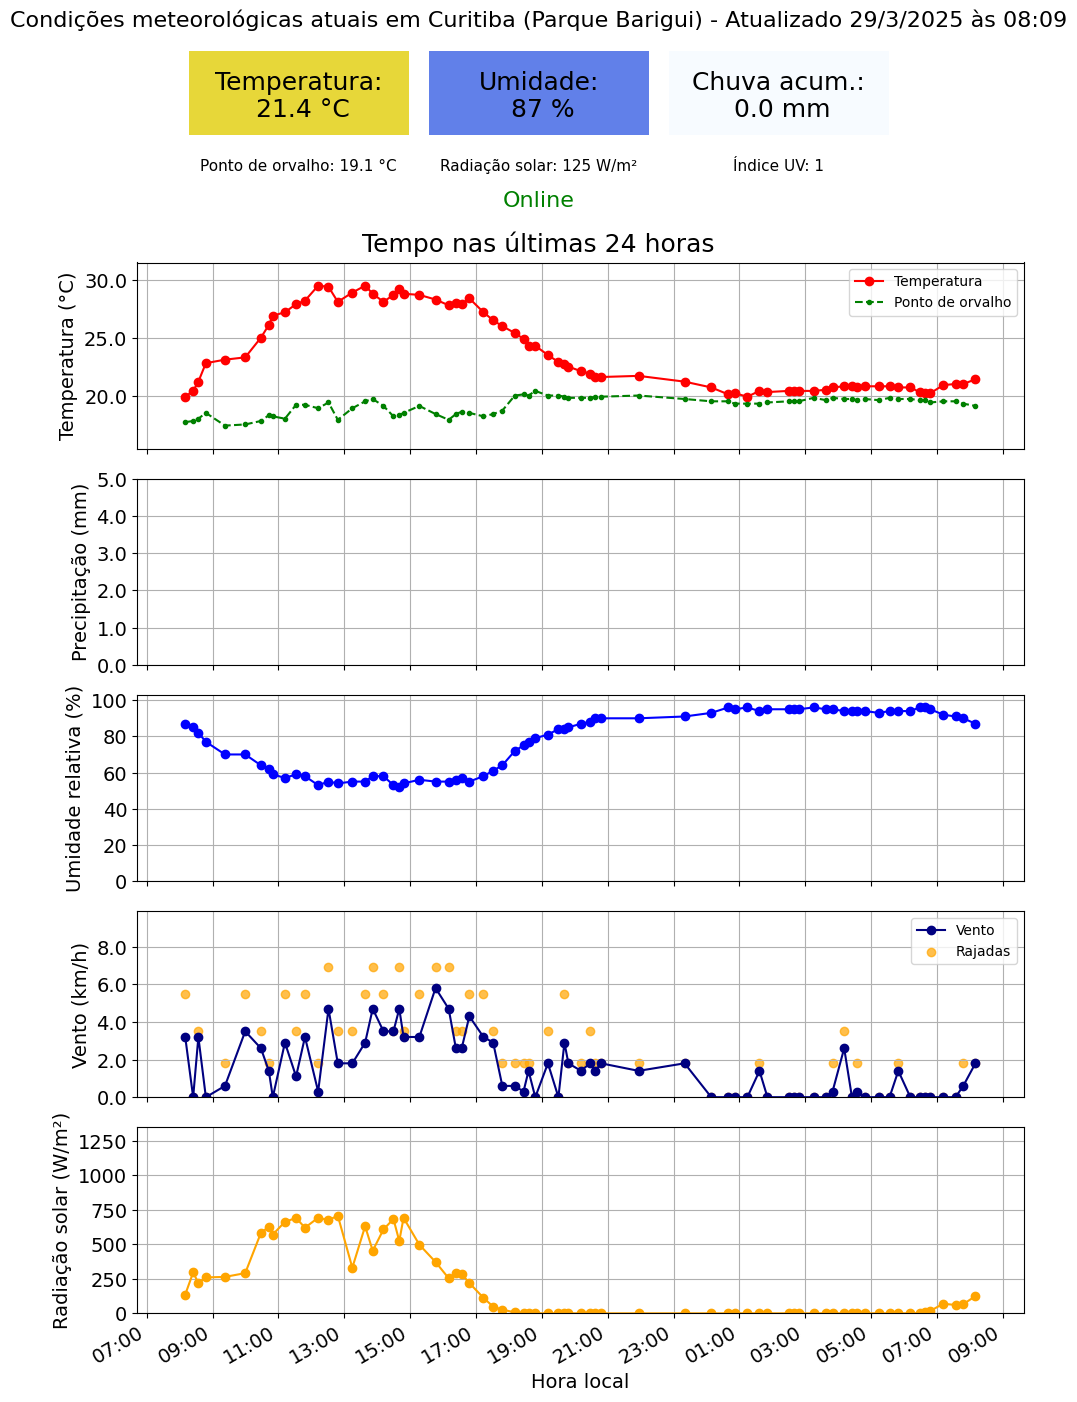 Condições meteorológicas atuais em Curitiba (Parque Barigui) - Atualizado 29/3/2025 às 08:09
Temperatura:
21.4 °C
Umidade:
87 %
Chuva acum.:
0.0 mm
Ponto de orvalho: 19.1 °C
Radiação solar: 125 W/m²
Índice UV: 1
Online
Tempo nas últimas 24 horas
Temperatura (°C)
30.0
25.0
20.0
Temperatura
Ponto de orvalho
Precipitação (mm)
5.0
4.0
3.0
2.0
1.0
0.0
Umidade relativa (%)
100
80
60
40
20
0
Vento (km/h)
8.0
6.0
4.0
2.0
0.0
Vento
Rajadas
Radiação solar (W/m²)
1250
1000
750
500
250
0
07:00
09:00
11:00
13:00
15:00
17:00
19:00
21:00
23:00
01:00
03:00
05:00
07:00
09:00
Hora local